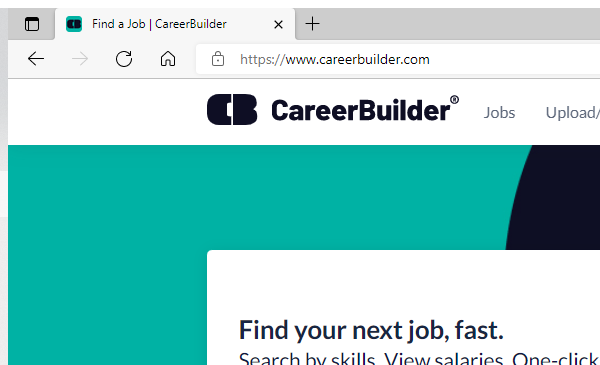 Find a Job | CareerBuilder
https://www.careerbuilder.com
CB CareerBuilder® Jobs Upload/
Find your next job, fast.
Search by skills. View salaries. One-click